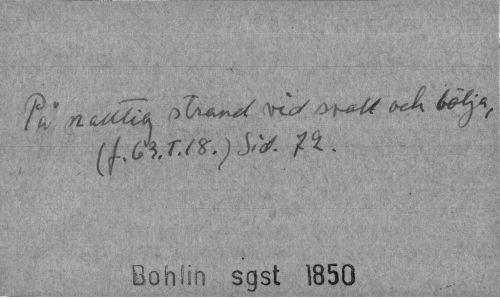 På nattlig strand vid svall och bölja,
(f.63.T.18.) Sid. 72.
Bohlin sgst 1850